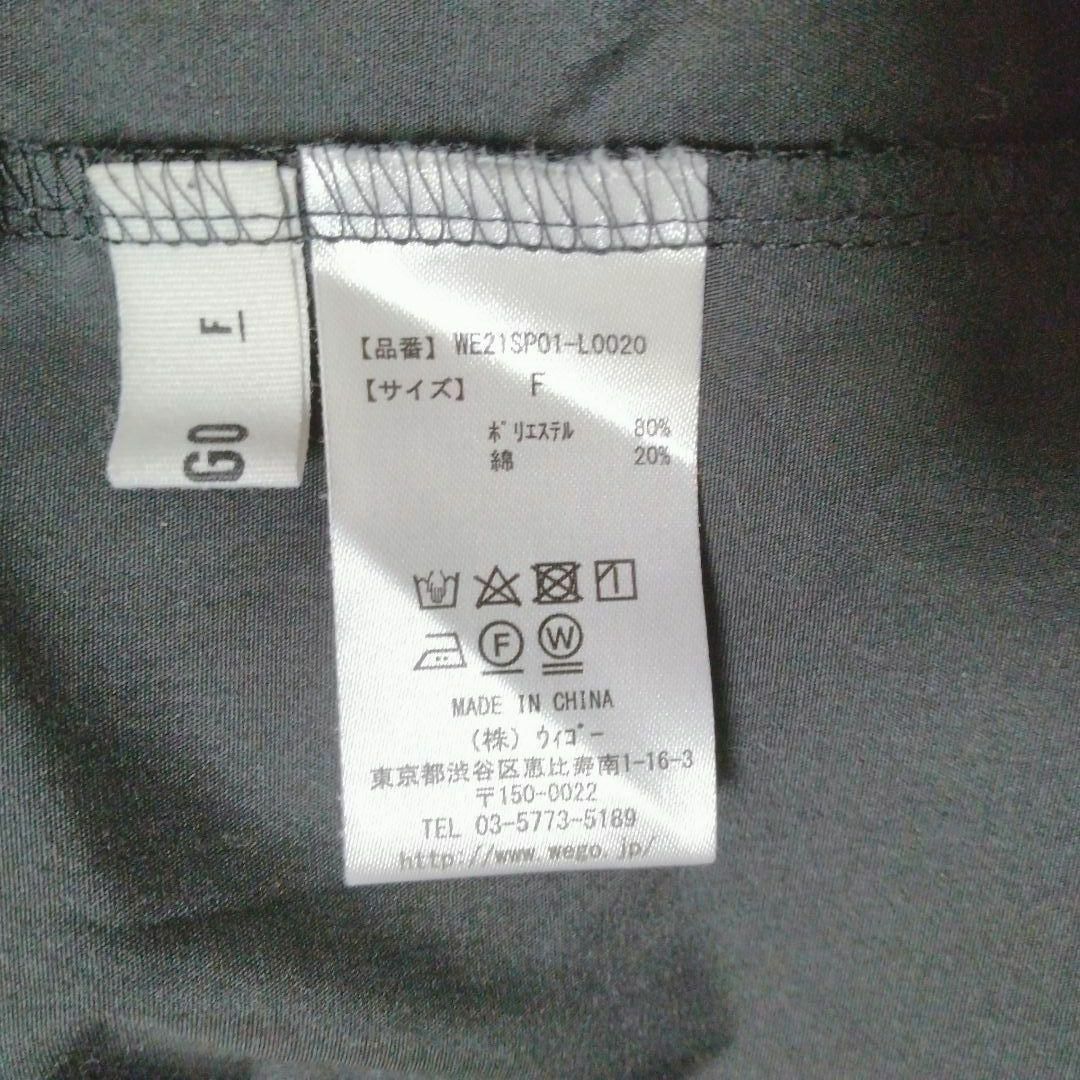 F
GO
【品番】 WE21SP01-L0020
【サイズ】 F
ポリエステル 80%
綿 20%
F W
MADE IN CHINA
(株) ウィゴー
東京都渋谷区恵比寿南1-16-3
〒150-0022
TEL 03-5773-5189
http://www.wego.jp/